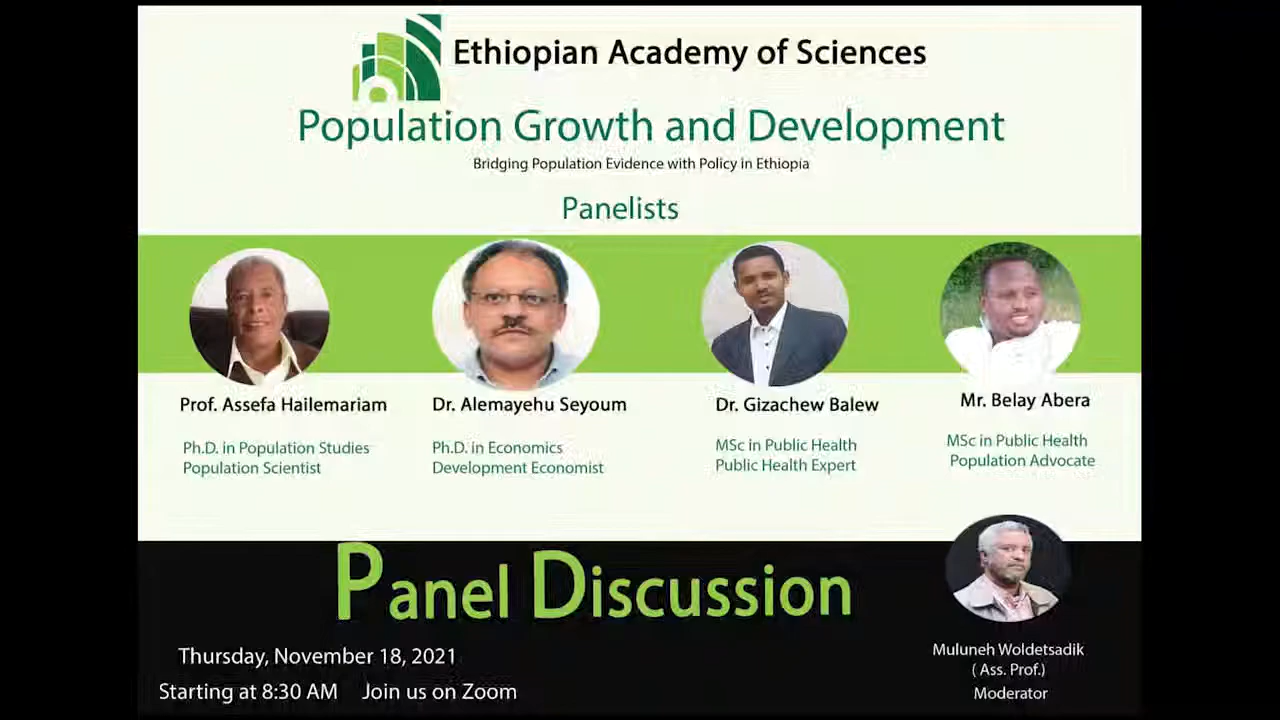 Ethiopian Academy of Sciences
Population Growth and Development
Bridging Population Evidence with Policy in Ethiopia
Panelists
Prof. Assefa Hailemariam
Ph.D. in Population Studies
Population Scientist
Dr. Alemayehu Seyoum
Ph.D. in Economics
Development Economist
Dr. Gizachew Balew
MSc in Public Health
Public Health Expert
Mr. Belay Abera
MSc in Public Health
Population Advocate
Panel Discussion
Thursday, November 18, 2021
Starting at 8:30 AM Join us on Zoom
Muluneh Woldetsadik
( Ass. Prof.)
Moderator